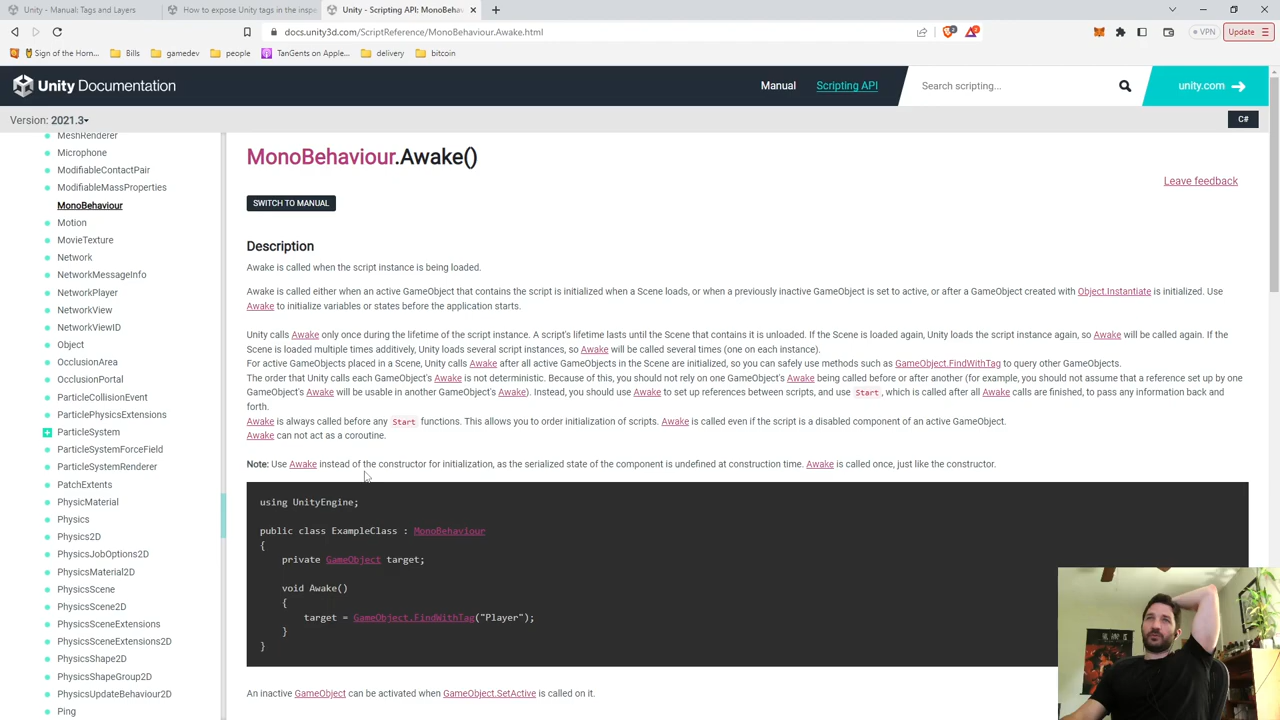 Unity - Manual: Tags and Layers
How to expose Unity tags in the inspe
Unity - Scripting API: MonoBehav
docs.unity3d.com/ScriptReference/MonoBehaviour.Awake.html
VPN
Update
Sign of the Horn...
Bills
gamedev
people
TanGents on Apple...
delivery
bitcoin
Unity Documentation
Manual
Scripting API
Search scripting...
unity.com
Version: 2021.3
C#
MeshRenderer
Microphone
ModifiableContactPair
ModifiableMassProperties
MonoBehaviour
Motion
MovieTexture
Network
NetworkMessageInfo
NetworkPlayer
NetworkView
NetworkViewID
Object
OcclusionArea
OcclusionPortal
ParticleCollisionEvent
ParticlePhysicsExtensions
ParticleSystem
ParticleSystemForceField
ParticleSystemRenderer
PatchExtents
PhysicMaterial
Physics
Physics2D
PhysicsJobOptions2D
PhysicsMaterial2D
PhysicsScene
PhysicsScene2D
PhysicsSceneExtensions
PhysicsSceneExtensions2D
PhysicsShape2D
PhysicsShapeGroup2D
PhysicsUpdateBehaviour2D
Ping
MonoBehaviour.Awake()
Leave feedback
SWITCH TO MANUAL
Description
Awake is called when the script instance is being loaded.
Awake is called either when an active GameObject that contains the script is initialized when a Scene loads, or when a previously inactive GameObject is set to active, or after a GameObject created with Object.Instantiate is initialized. Use
Awake to initialize variables or states before the application starts.
Unity calls Awake only once during the lifetime of the script instance. A script's lifetime lasts until the Scene that contains it is unloaded. If the Scene is loaded again, Unity loads the script instance again, so Awake will be called again. If the
Scene is loaded multiple times additively, Unity loads several script instances, so Awake will be called several times (one on each instance).
For active GameObjects placed in a Scene, Unity calls Awake after all active GameObjects in the Scene are initialized, so you can safely use methods such as GameObject.FindWithTag to query other GameObjects.
The order that Unity calls each GameObject's Awake is not deterministic. Because of this, you should not rely on one GameObject's Awake being called before or after another (for example, you should not assume that a reference set up by one
GameObject's Awake will be usable in another GameObject's Awake). Instead, you should use Awake to set up references between scripts, and use Start, which is called after all Awake calls are finished, to pass any information back and
forth.
Awake is always called before any Start functions. This allows you to order initialization of scripts. Awake is called even if the script is a disabled component of an active GameObject.
Awake can not act as a coroutine.
Note: Use Awake instead of the constructor for initialization, as the serialized state of the component is undefined at construction time. Awake is called once, just like the constructor.
using UnityEngine;
public class ExampleClass : MonoBehaviour
{
private GameObject target;
void Awake()
{
target = GameObject.FindWithTag("Player");
}
}
An inactive GameObject can be activated when GameObject.SetActive is called on it.